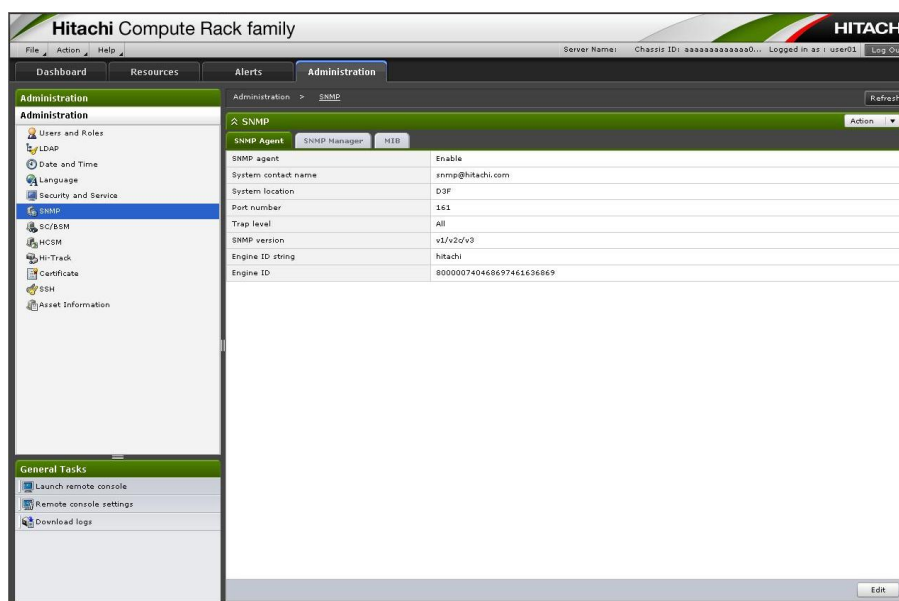 Hitachi Compute Rack family
HITACH
File Action Help
Server Name: Chassis ID: aaaaaaaaaaaaa0... Logged in as : user01 Log Ou
Dashboard Resources Alerts Administration
Administration
Administration
Users and Roles
LDAP
Date and Time
Language
Security and Service
SNMP
SC/BSM
HCSM
Hi-Track
Certificate
SSH
Asset Information
General Tasks
Launch remote console
Remote console settings
Download logs
Administration > SNMP
Refresh
SNMP
Action
SNMP Agent SNMP Manager MIB
SNMP agent Enable
System contact name snmp@hitachi.com
System location D3F
Port number 161
Trap level All
SNMP version v1/v2c/v3
Engine ID string hitachi
Engine ID 800000740468697461636869
Edit